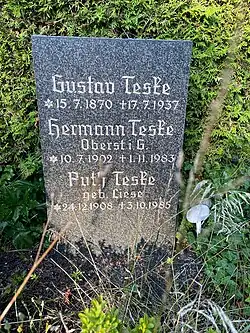 Gustav Teske
*15.7.1870 +17.7.1937
Hermann Teske
Oberst i G.
*10.7.1902 +1.11.1983
Teske
geb. Liese
*24.12.1908 +3.10.1985